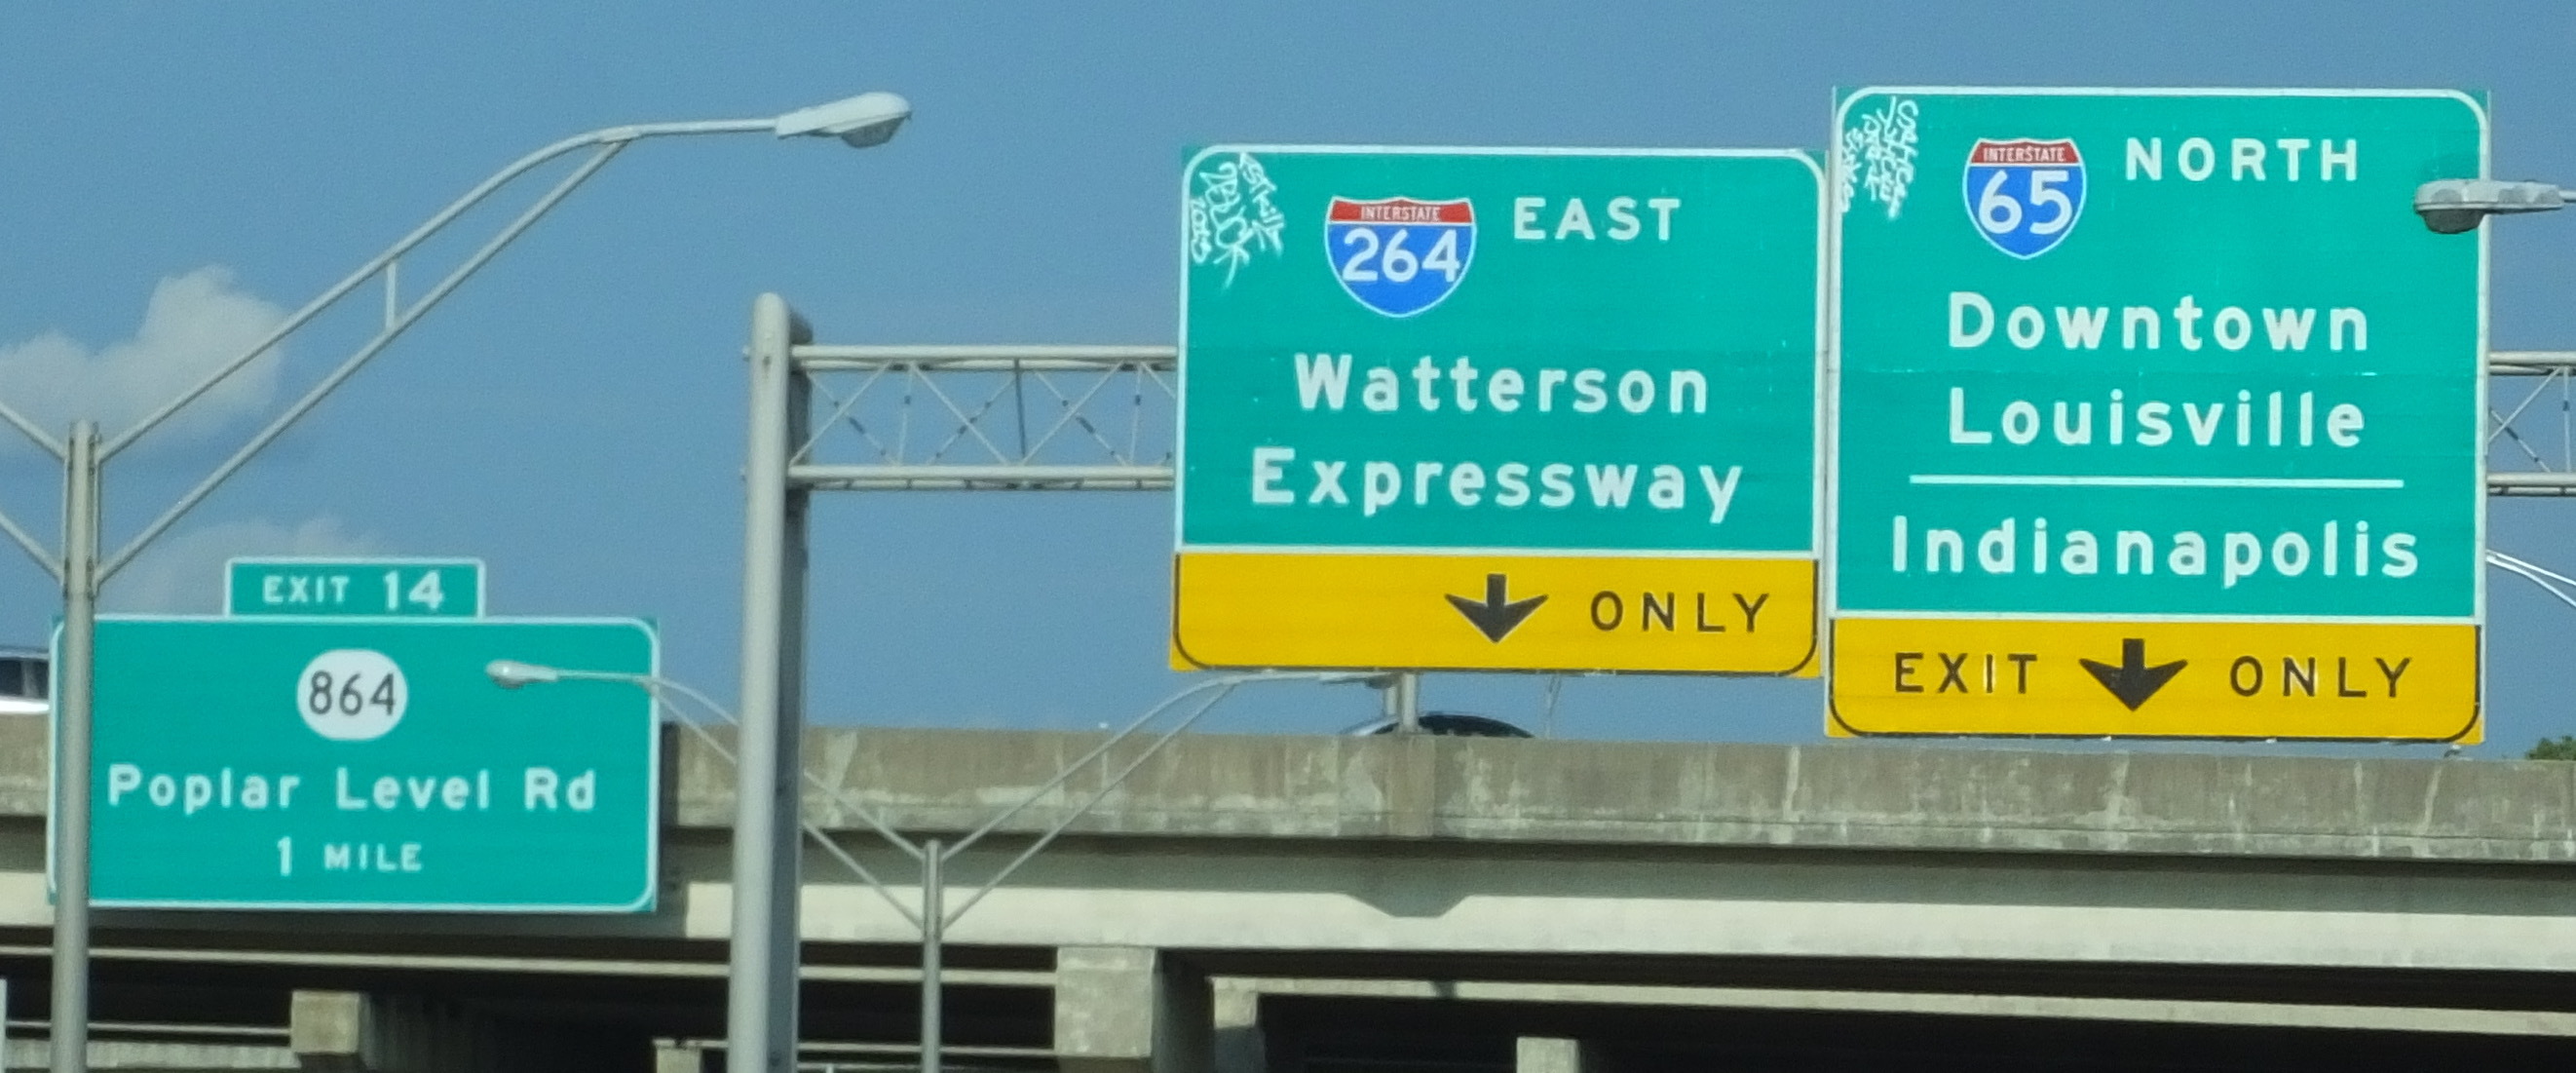 EXIT 14
864
Poplar Level Rd
1 MILE
INTERSTATE
264 EAST
Watterson
Expressway
ONLY
INTERSTATE
65 NORTH
Downtown
Louisville
Indianapolis
EXIT ONLY